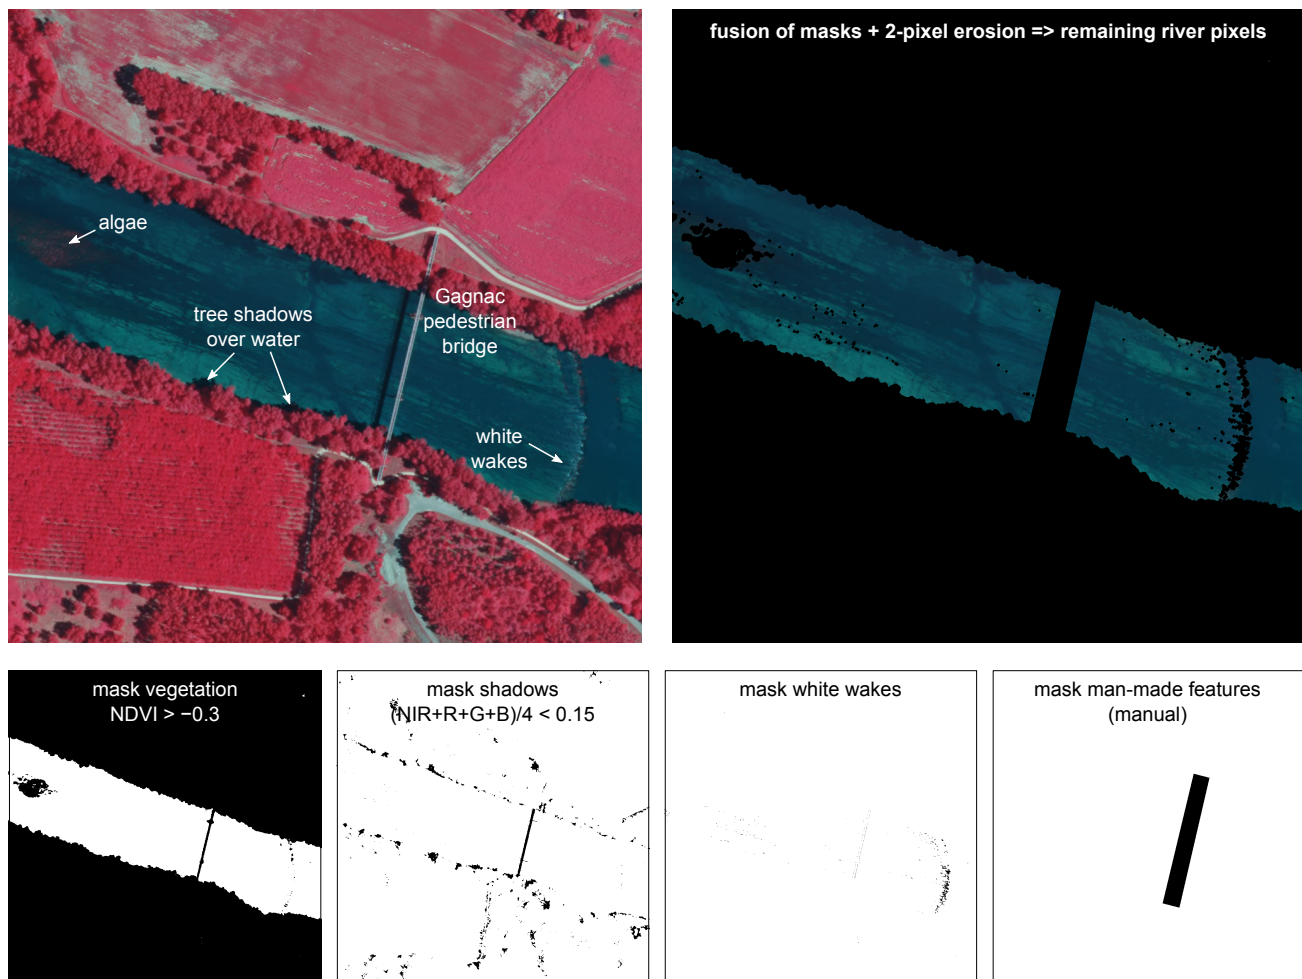 fusion of masks + 2-pixel erosion => remaining river pixels
algae
tree shadows
over water
Gagnac
pedestrian
bridge
white
wakes
mask vegetation
NDVI > −0.3
mask shadows
(NIR+R+G+B)/4 < 0.15
mask white wakes
mask man-made features
(manual)